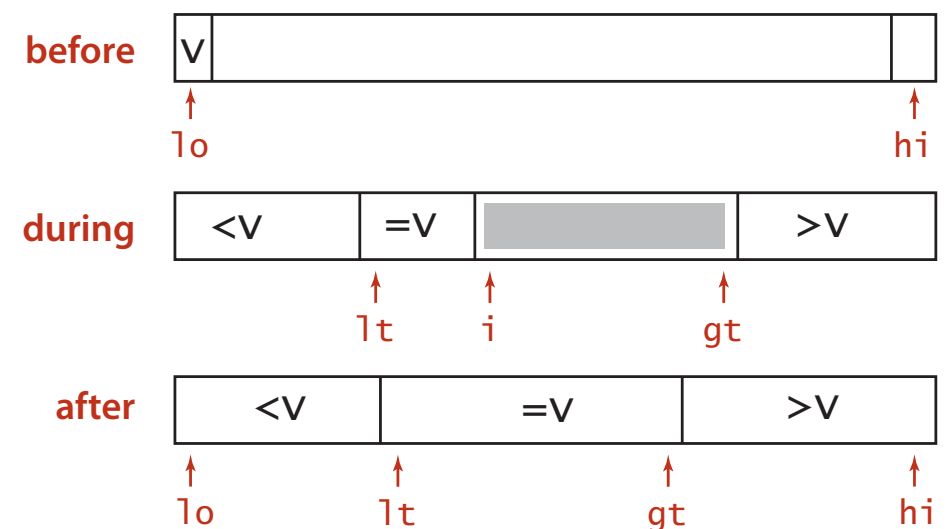 before V
lo hi
during <V =V >V
lt i gt
after <V =V >V
lo lt gt hi